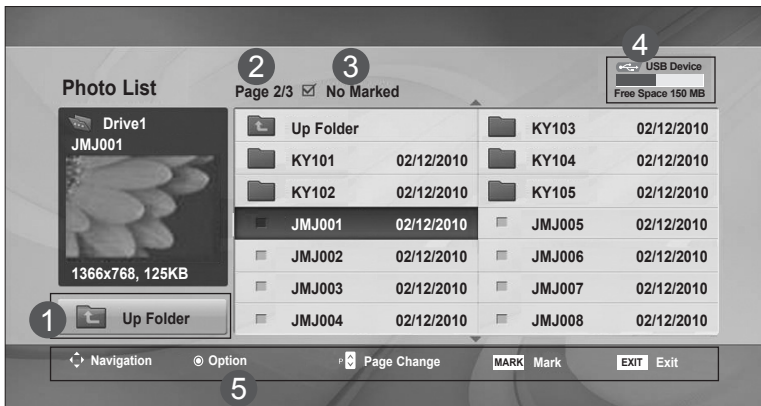 4
2
3
USB Device
Photo List
Page 2/3
No Marked
Free Space 150 MB
Drive1
JMJ001
1366x768, 125KB
1
Up Folder
Up Folder
KY101 02/12/2010
KY102 02/12/2010
JMJ001 02/12/2010
JMJ002 02/12/2010
JMJ003 02/12/2010
JMJ004 02/12/2010
KY103 02/12/2010
KY104 02/12/2010
KY105 02/12/2010
JMJ005 02/12/2010
JMJ006 02/12/2010
JMJ007 02/12/2010
JMJ008 02/12/2010
Navigation
Option
P
Page Change
MARK Mark
EXIT Exit
5